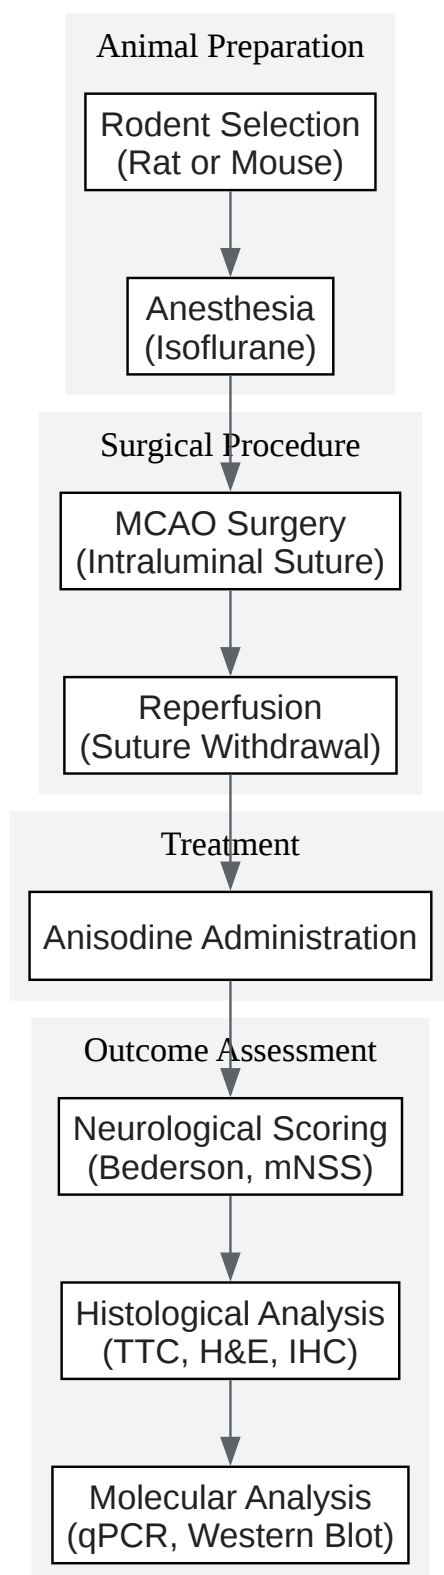 Animal Preparation
Rodent Selection
(Rat or Mouse)
Anesthesia
(Isoflurane)
Surgical Procedure
MCAO Surgery
(Intraluminal Suture)
Reperfusion
(Suture Withdrawal)
Treatment
Anisodine Administration
Outcome Assessment
Neurological Scoring
(Bederson, mNSS)
Histological Analysis
(TTC, H&E, IHC)
Molecular Analysis
(qPCR, Western Blot)